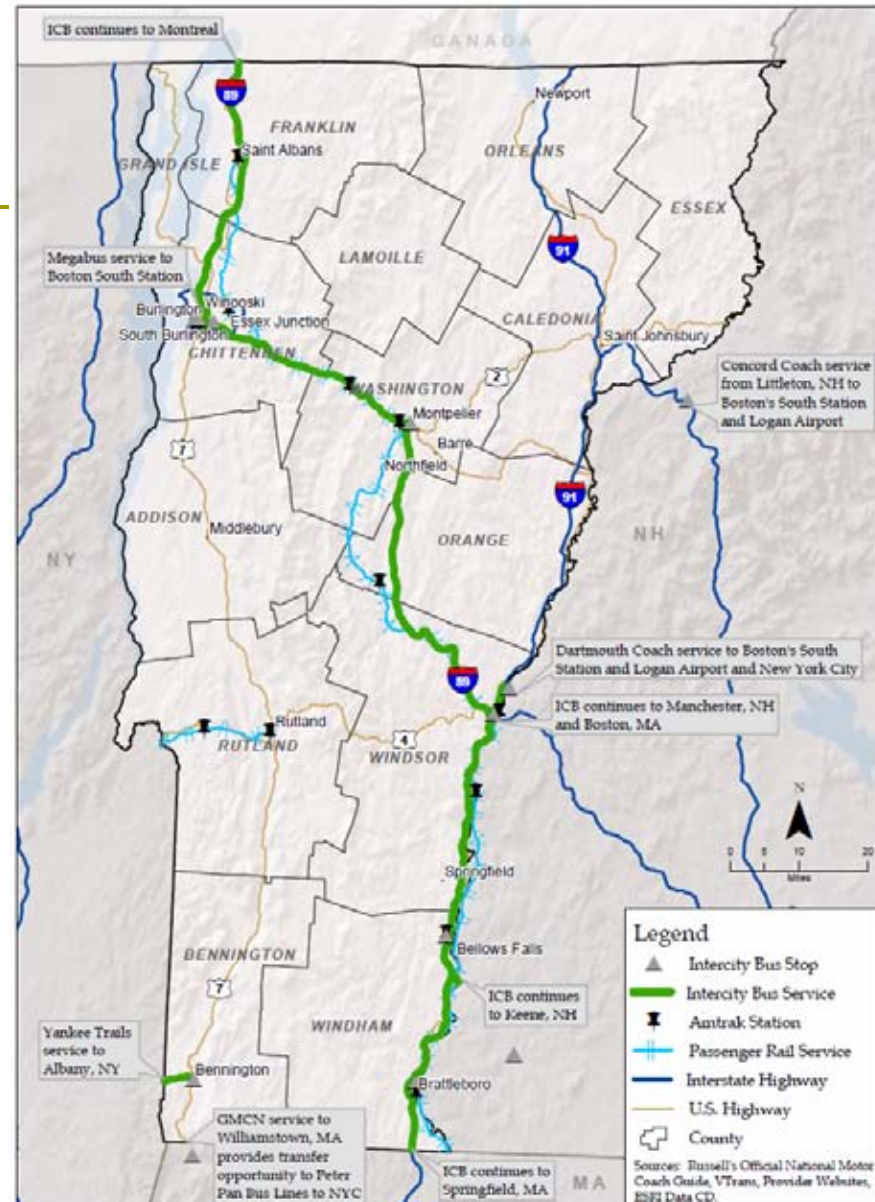 ICB continues to Montreal
CANADA
89
Newport
FRANKLIN
Saint Albans
GRAND ISLE
ORLEANS
ESSEX
LAMOILLE
91
Megabus service to
Boston South Station
Winooski
Burlington
Essex Junction
South Burlington
CHITTENDEN
CALEDONIA
Saint Johnsbury
Concord Coach service
from Littleton, NH to
Boston's South Station
and Logan Airport
WASHINGTON
2
Montpelier
Barre
7
Northfield
91
ADDISON
Middlebury
ORANGE
NH
NY
Dartmouth Coach service to Boston's South
Station and Logan Airport and New York City
89
ICB continues to Manchester, NH
and Boston, MA
Rutland
RUTLAND
4
WINDSOR
N
0 5 10 20
Miles
Springfield
BENNINGTON
Bellows Falls
7
ICB continues
to Keene, NH
WINDHAM
Yankee Trails
service to
Albany, NY
Bennington
Brattleboro
GMCN service to
Williamstown, MA
provides transfer
opportunity to Peter
Pan Bus Lines to NYC
ICB continues to
Springfield, MA
MA
Legend
Intercity Bus Stop
Intercity Bus Service
Amtrak Station
Passenger Rail Service
Interstate Highway
U.S. Highway
County
Sources: Russell's Official National Motor
Coach Guide, VTrans, Provider Websites,
ESRI Data CD.